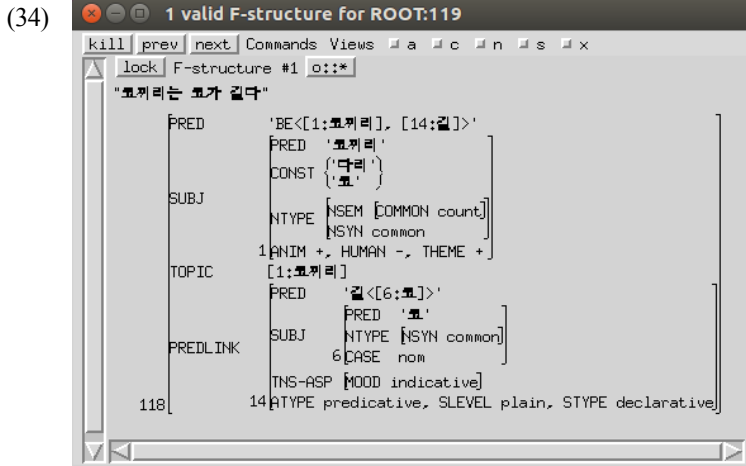 (34)
1 valid F-structure for ROOT:119
kill prev next Commands Views a c n s x
lock F-structure #1 o::*
"코끼리는 코가 길다"
PRED 'BE<[1:코끼리], [14:길]>'
PRED '코끼리'
CONST {'다리'
'코'}
SUBJ
NTYPE [NSEM [COMMON count]
NSYN common]
1 ANIM +, HUMAN -, THEME +
TOPIC [1:코끼리]
PRED '길<[6:코]>'
PRED '코'
SUBJ NTYPE [NSYN common]
PREDLINK
6 CASE nom
TNS-ASP [MOOD indicative]
118 14 ATYPE predicative, SLEVEL plain, STYPE declarative